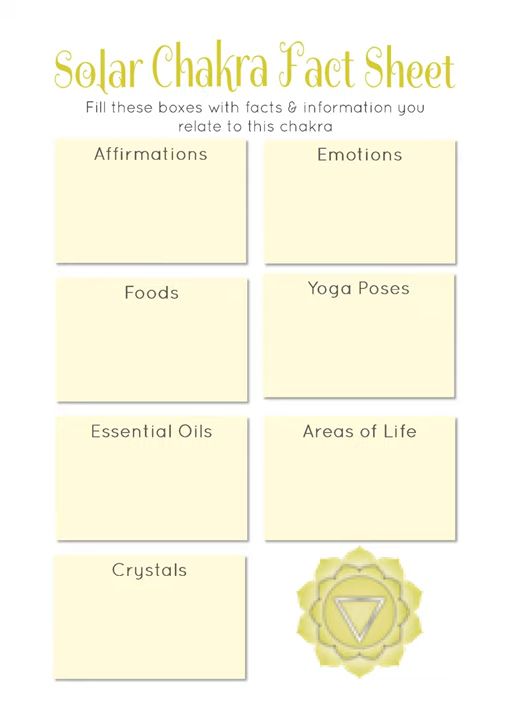 Solar Chakra Fact Sheet
Fill these boxes with facts & information you
relate to this chakra
Affirmations
Emotions
Foods
Yoga Poses
Essential Oils
Areas of Life
Crystals